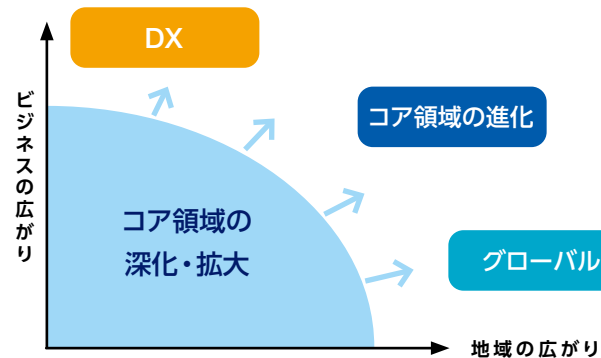 DX
ビジネスの広がり
コア領域の進化
コア領域の
深化・拡大
グローバル
地域の広がり